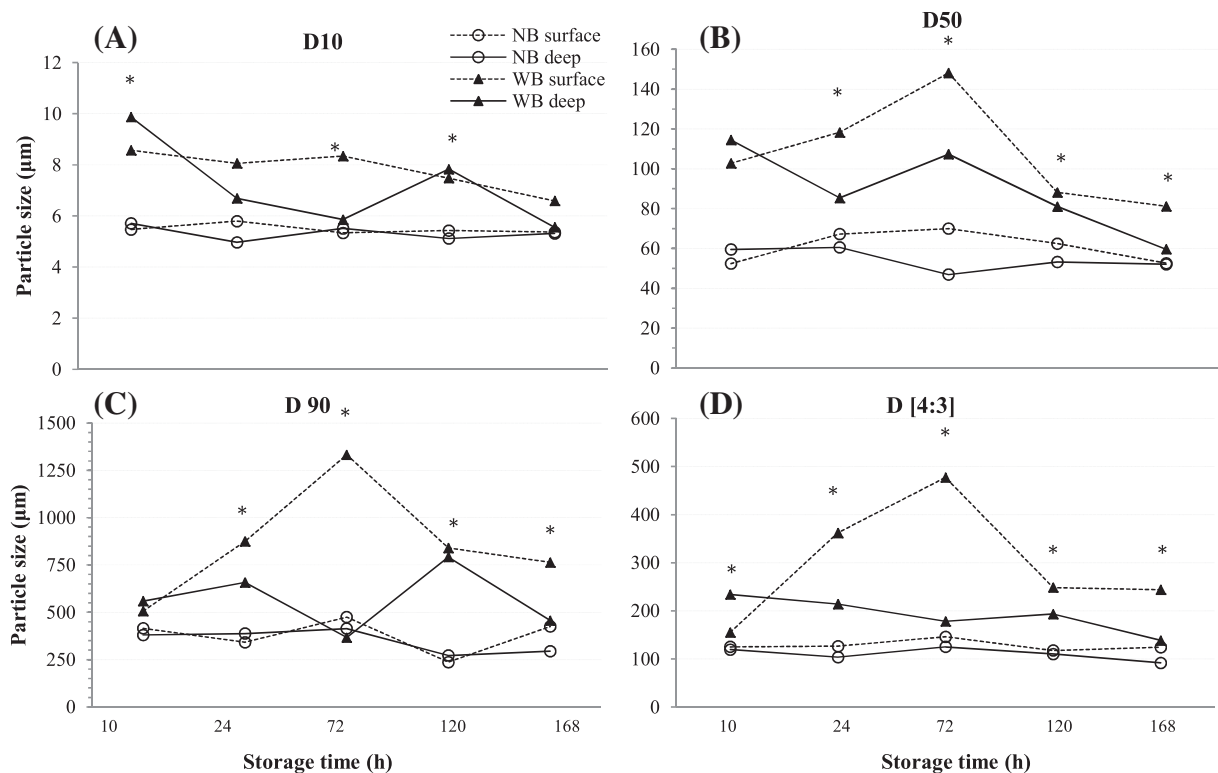 (A)
D10
NB surface
NB deep
WB surface
WB deep
*
*
*
12
10
8
6
4
2
0
Particle size (µm)
(B)
D50
*
*
*
*
160
140
120
100
80
60
40
20
0
(C)
D 90
*
*
*
*
1500
1250
1000
750
500
250
0
Particle size (µm)
10 24 72 120 168
Storage time (h)
(D)
D [4:3]
*
*
*
*
*
600
500
400
300
200
100
0
10 24 72 120 168
Storage time (h)